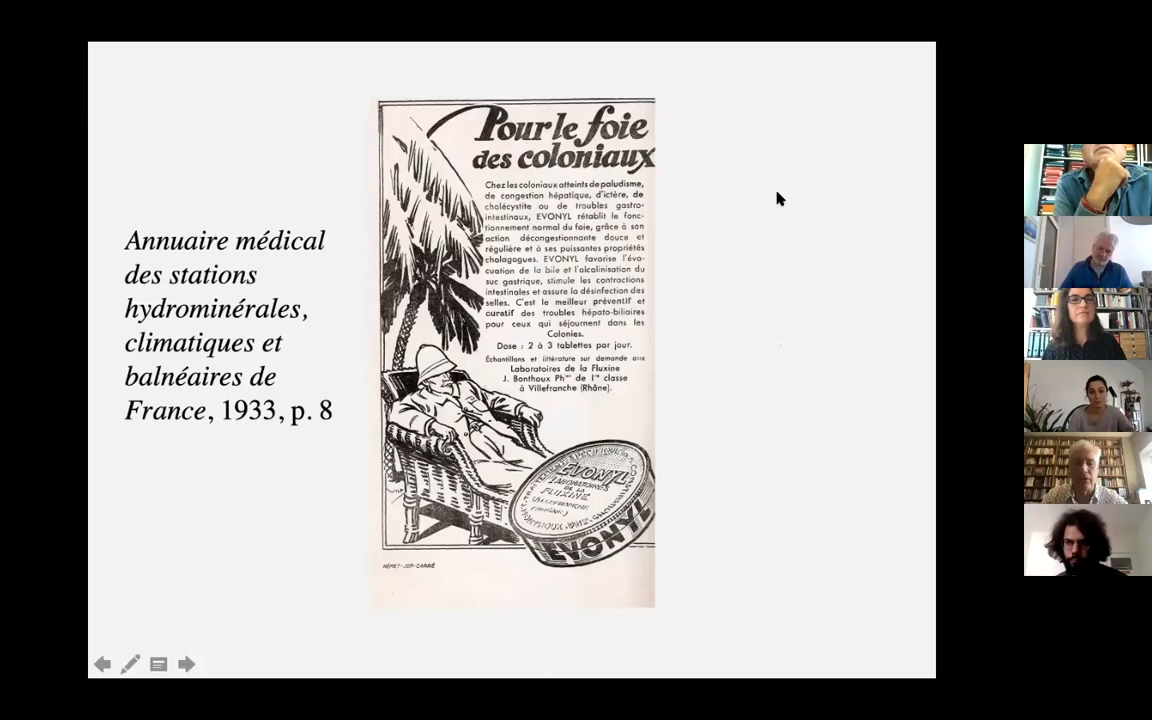 Annuaire médical
des stations
hydrominérales,
climatiques et
balnéaires de
France, 1933, p. 8
Pour le foie
des coloniaux
Chez les coloniaux atteints de paludisme,
de congestion hépatique, d'ictère, de
cholécystite ou de troubles gastro-
intestinaux, EVONYL rétablit le fonc-
tionnement normal du foie, grâce à son
action décongestionnante douce et
régulière et à ses puissantes propriétés
cholagogues. EVONYL favorise l'éva-
cuation de la bile et l'alcalinisation du
suc gastrique, stimule les contractions
intestinales et assure la désinfection des
selles. C'est le meilleur préventif et
curatif des troubles hépato-biliaires
pour ceux qui séjournent dans les
Colonies.
Dose : 2 à 3 tablettes par jour.
Échantillons et littérature sur demande aux
Laboratoires de la Fluxine
J. Bonthoux Phien de 1re classe
à Villefranche (Rhône).
EVONYL
LABORATOIRES
DE LA
FLUXINE
VILLEFRANCHE
(RHÔNE)
EVONYL
NÉMET-JEP-CARRÉ